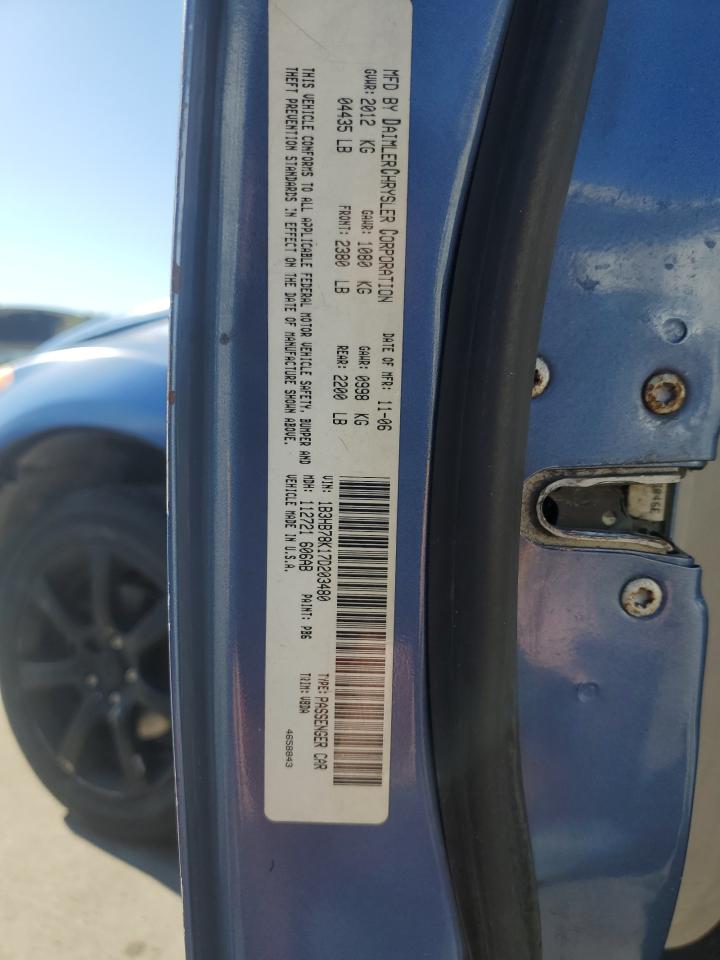 MFD BY DAIMLERCHRYSLER CORPORATION DATE OF MFR: 11-06
GVWR: 2012 KG GAWR: 1080 KG GAWR: 0998 KG
04435 LB FRONT: 2380 LB REAR: 2200 LB
THIS VEHICLE CONFORMS TO ALL APPLICABLE FEDERAL MOTOR VEHICLE SAFETY, BUMPER AND
THEFT PREVENTION STANDARDS IN EFFECT ON THE DATE OF MANUFACTURE SHOWN ABOVE.
VIN: 1B3HB78K17D203480 TYPE: PASSENGER CAR
MDH: 112721 606AB PAINT: PB6 TRIM: V8DA
VEHICLE MADE IN U.S.A.
4658843